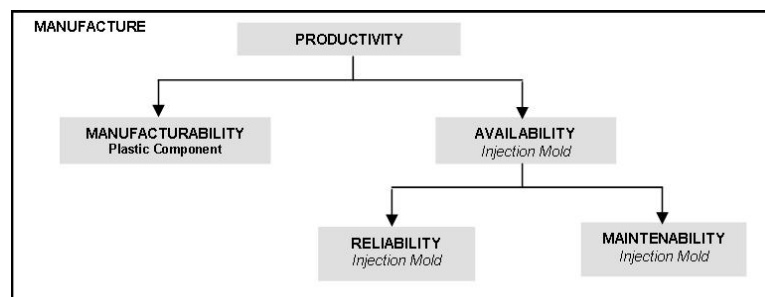 MANUFACTURE
PRODUCTIVITY
MANUFACTURABILITY
Plastic Component
AVAILABILITY
Injection Mold
RELIABILITY
Injection Mold
MAINTENABILITY
Injection Mold